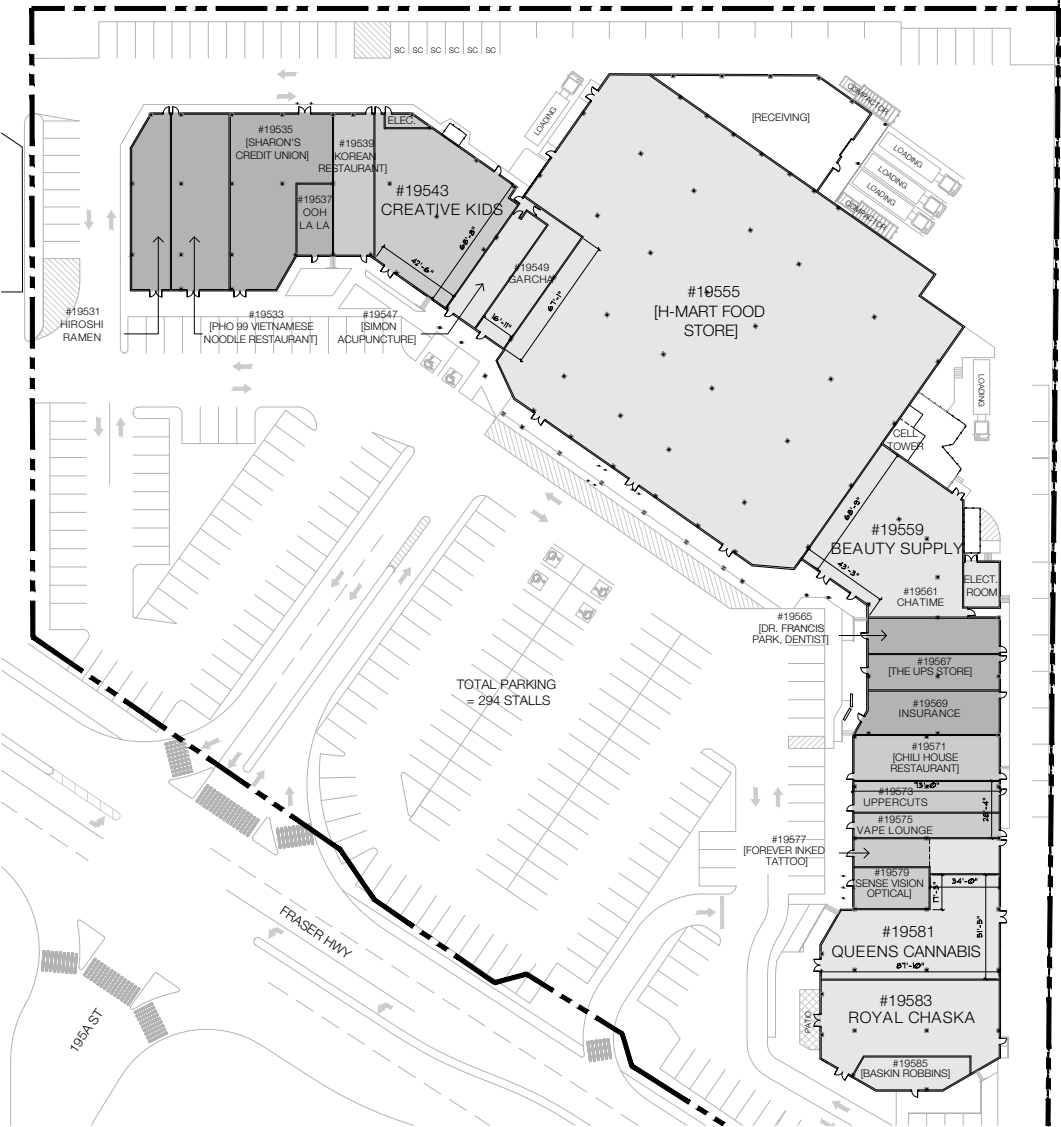 SC SC SC SC SC SC
COMPACTOR
LOADING
[RECEIVING]
LOADING
LOADING
LOADING
COMPACTOR
ELEC.
#19535
[SHARON'S
CREDIT UNION]
#19539
KOREAN
RESTAURANT]
#19537
OOH
LA LA
#19543
CREATIVE KIDS
68'-8"
42'-6"
#19549
GARCHA
67'-1"
16'-11"
#19555
[H-MART FOOD
STORE]
#19531
HIROSHI
RAMEN
#19533
[PHO 99 VIETNAMESE
NOODLE RESTAURANT]
#19547
[SIMON
ACUPUNCTURE]
LOADING
CELL
TOWER
68'-9"
43'-3"
#19559
BEAUTY SUPPLY
#19561
CHATIME
ELECT.
ROOM
#19565
[DR. FRANCIS
PARK, DENTIST]
#19567
[THE UPS STORE]
#19569
INSURANCE
TOTAL PARKING
= 294 STALLS
#19571
[CHILI HOUSE
RESTAURANT]
73'-0"
#19573
UPPERCUTS
28'-4"
#19575
VAPE LOUNGE
#19577
[FOREVER INKED
TATTOO]
#19579
[SENSE VISION
OPTICAL]
34'-0"
#19581
QUEENS CANNABIS
87'-10"
#19583
ROYAL CHASKA
PATIO
#19585
[BASKIN ROBBINS]
FRASER HWY
195A ST